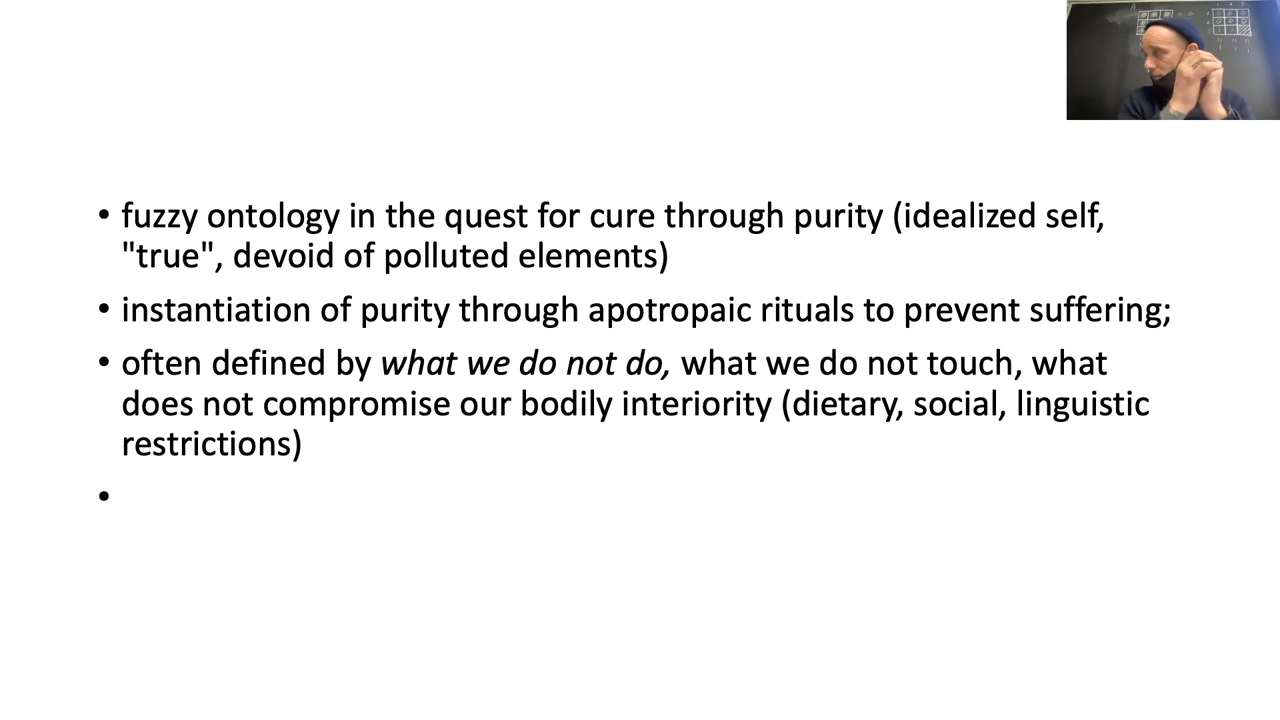 • fuzzy ontology in the quest for cure through purity (idealized self,
"true", devoid of polluted elements)
• instantiation of purity through apotropaic rituals to prevent suffering;
• often defined by what we do not do, what we do not touch, what
does not compromise our bodily interiority (dietary, social, linguistic
restrictions)
•